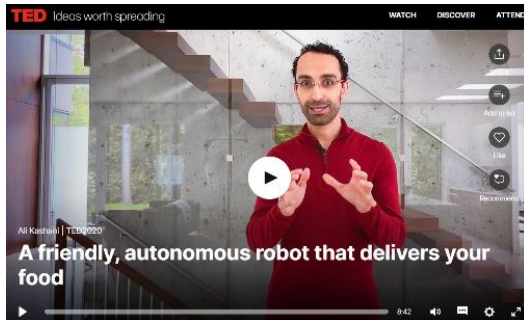 TED Ideas worth spreading
WATCH DISCOVER ATTEND
Add to list
Like
Recommend
Ali Kashani | TED2020
A friendly, autonomous robot that delivers your
food
8:42